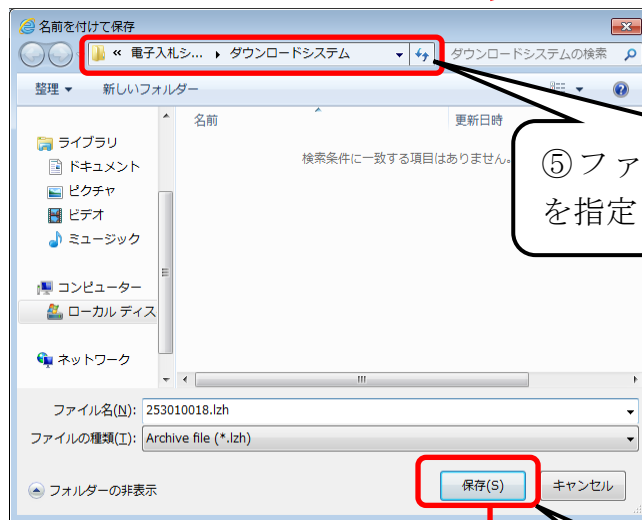 名前を付けて保存
« 電子入札シ... ▸ ダウンロードシステム
ダウンロードシステムの検索
整理 ▼ 新しいフォルダー
名前 更新日時
ライブラリ
ドキュメント
ピクチャ
ビデオ
ミュージック
コンピューター
ローカル ディス
ネットワーク
検索条件に一致する項目はありません。
⑤ファ
を指定
ファイル名(N): 253010018.lzh
ファイルの種類(T): Archive file (*.lzh)
フォルダーの非表示
保存(S) キャンセル